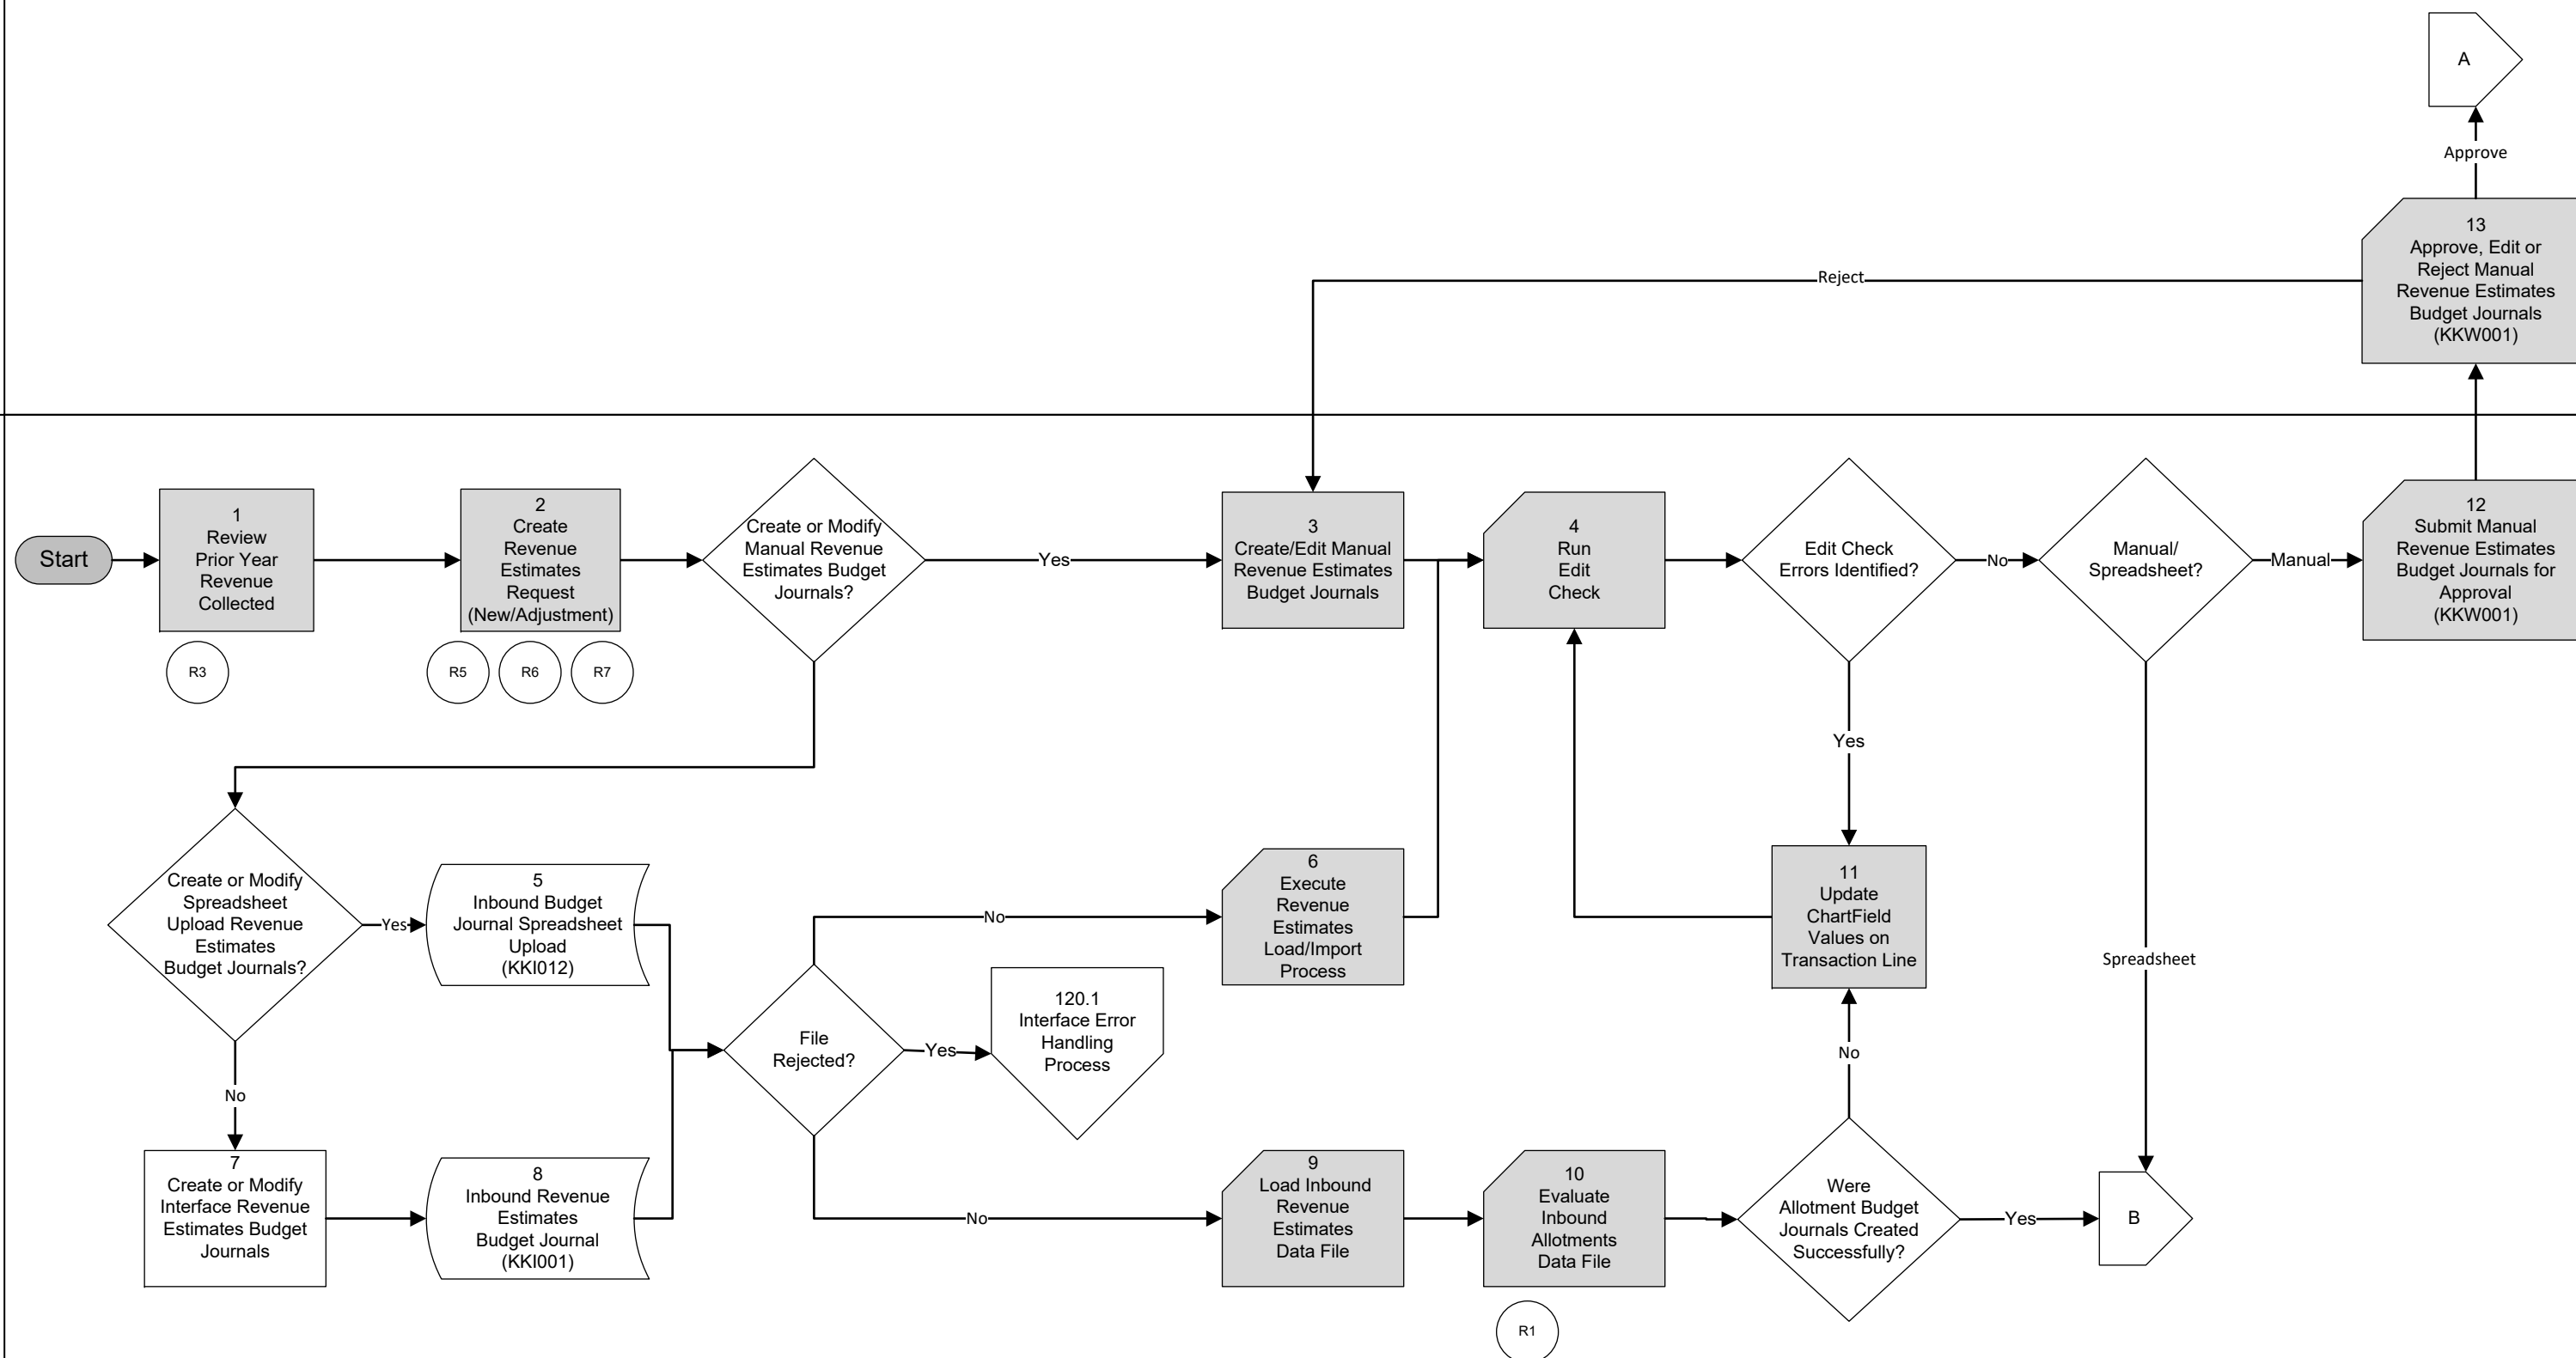 A
Approve
13
Approve, Edit or
Reject Manual
Revenue Estimates
Budget Journals
(KKW001)
Reject
Start
1
Review
Prior Year
Revenue
Collected
R3
2
Create
Revenue
Estimates
Request
(New/Adjustment)
R5
R6
R7
Create or Modify
Manual Revenue
Estimates Budget
Journals?
Yes
3
Create/Edit Manual
Revenue Estimates
Budget Journals
4
Run
Edit
Check
Edit Check
Errors Identified?
No
Manual/
Spreadsheet?
Manual
12
Submit Manual
Revenue Estimates
Budget Journals for
Approval
(KKW001)
Yes
Spreadsheet
Create or Modify
Spreadsheet
Upload Revenue
Estimates
Budget Journals?
Yes
5
Inbound Budget
Journal Spreadsheet
Upload
(KKI012)
No
6
Execute
Revenue
Estimates
Load/Import
Process
11
Update
ChartField
Values on
Transaction Line
File
Rejected?
Yes
120.1
Interface Error
Handling
Process
No
No
7
Create or Modify
Interface Revenue
Estimates Budget
Journals
8
Inbound Revenue
Estimates
Budget Journal
(KKI001)
No
9
Load Inbound
Revenue
Estimates
Data File
10
Evaluate
Inbound
Allotments
Data File
R1
Were
Allotment Budget
Journals Created
Successfully?
Yes
B